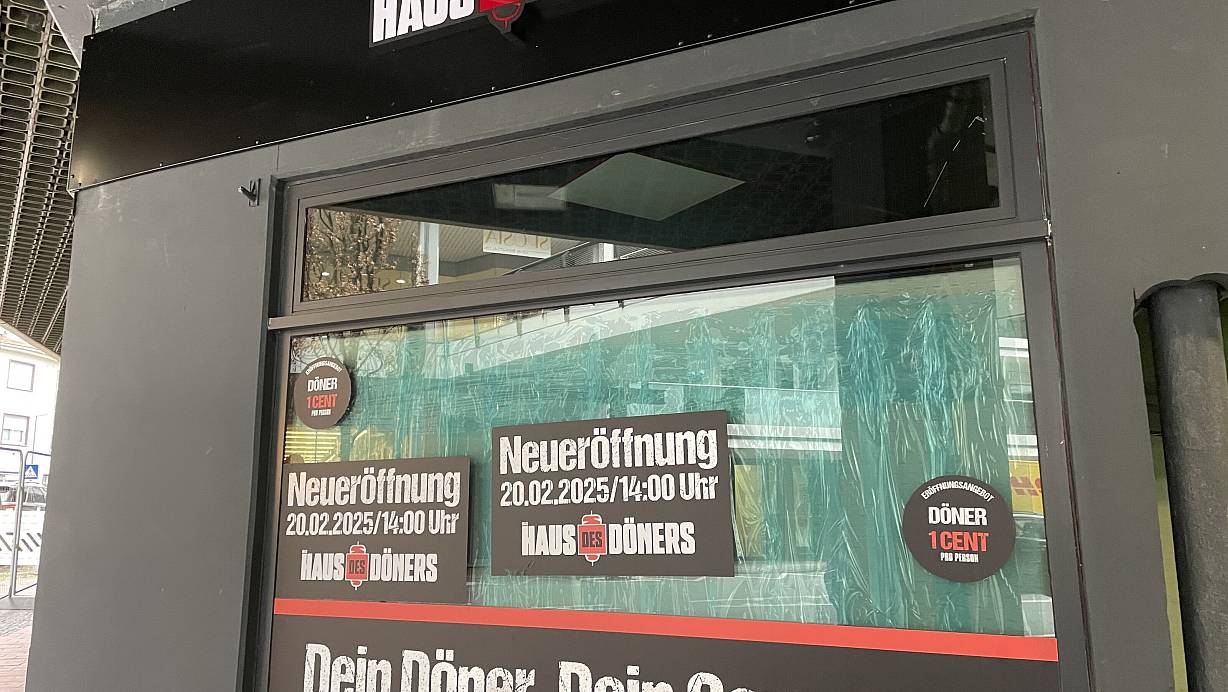 HAUS
ERÖFFNUNGSANGEBOT
DÖNER
1 CENT
PRO PERSON
Neueröffnung
20.02.2025/14:00 Uhr
HAUS DES DÖNERS
Neueröffnung
20.02.2025/14:00 Uhr
HAUS DES DÖNERS
ERÖFFNUNGSANGEBOT
DÖNER
1 CENT
PRO PERSON
Dein Döner. Dein